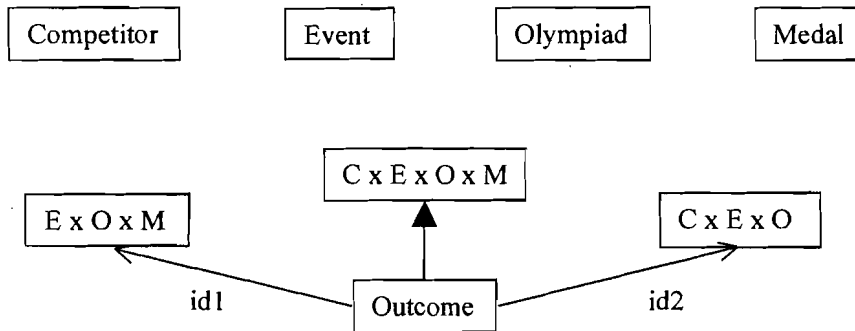 Competitor Event Olympiad Medal
C x E x O x M
E x O x M C x E x O
id1 Outcome id2